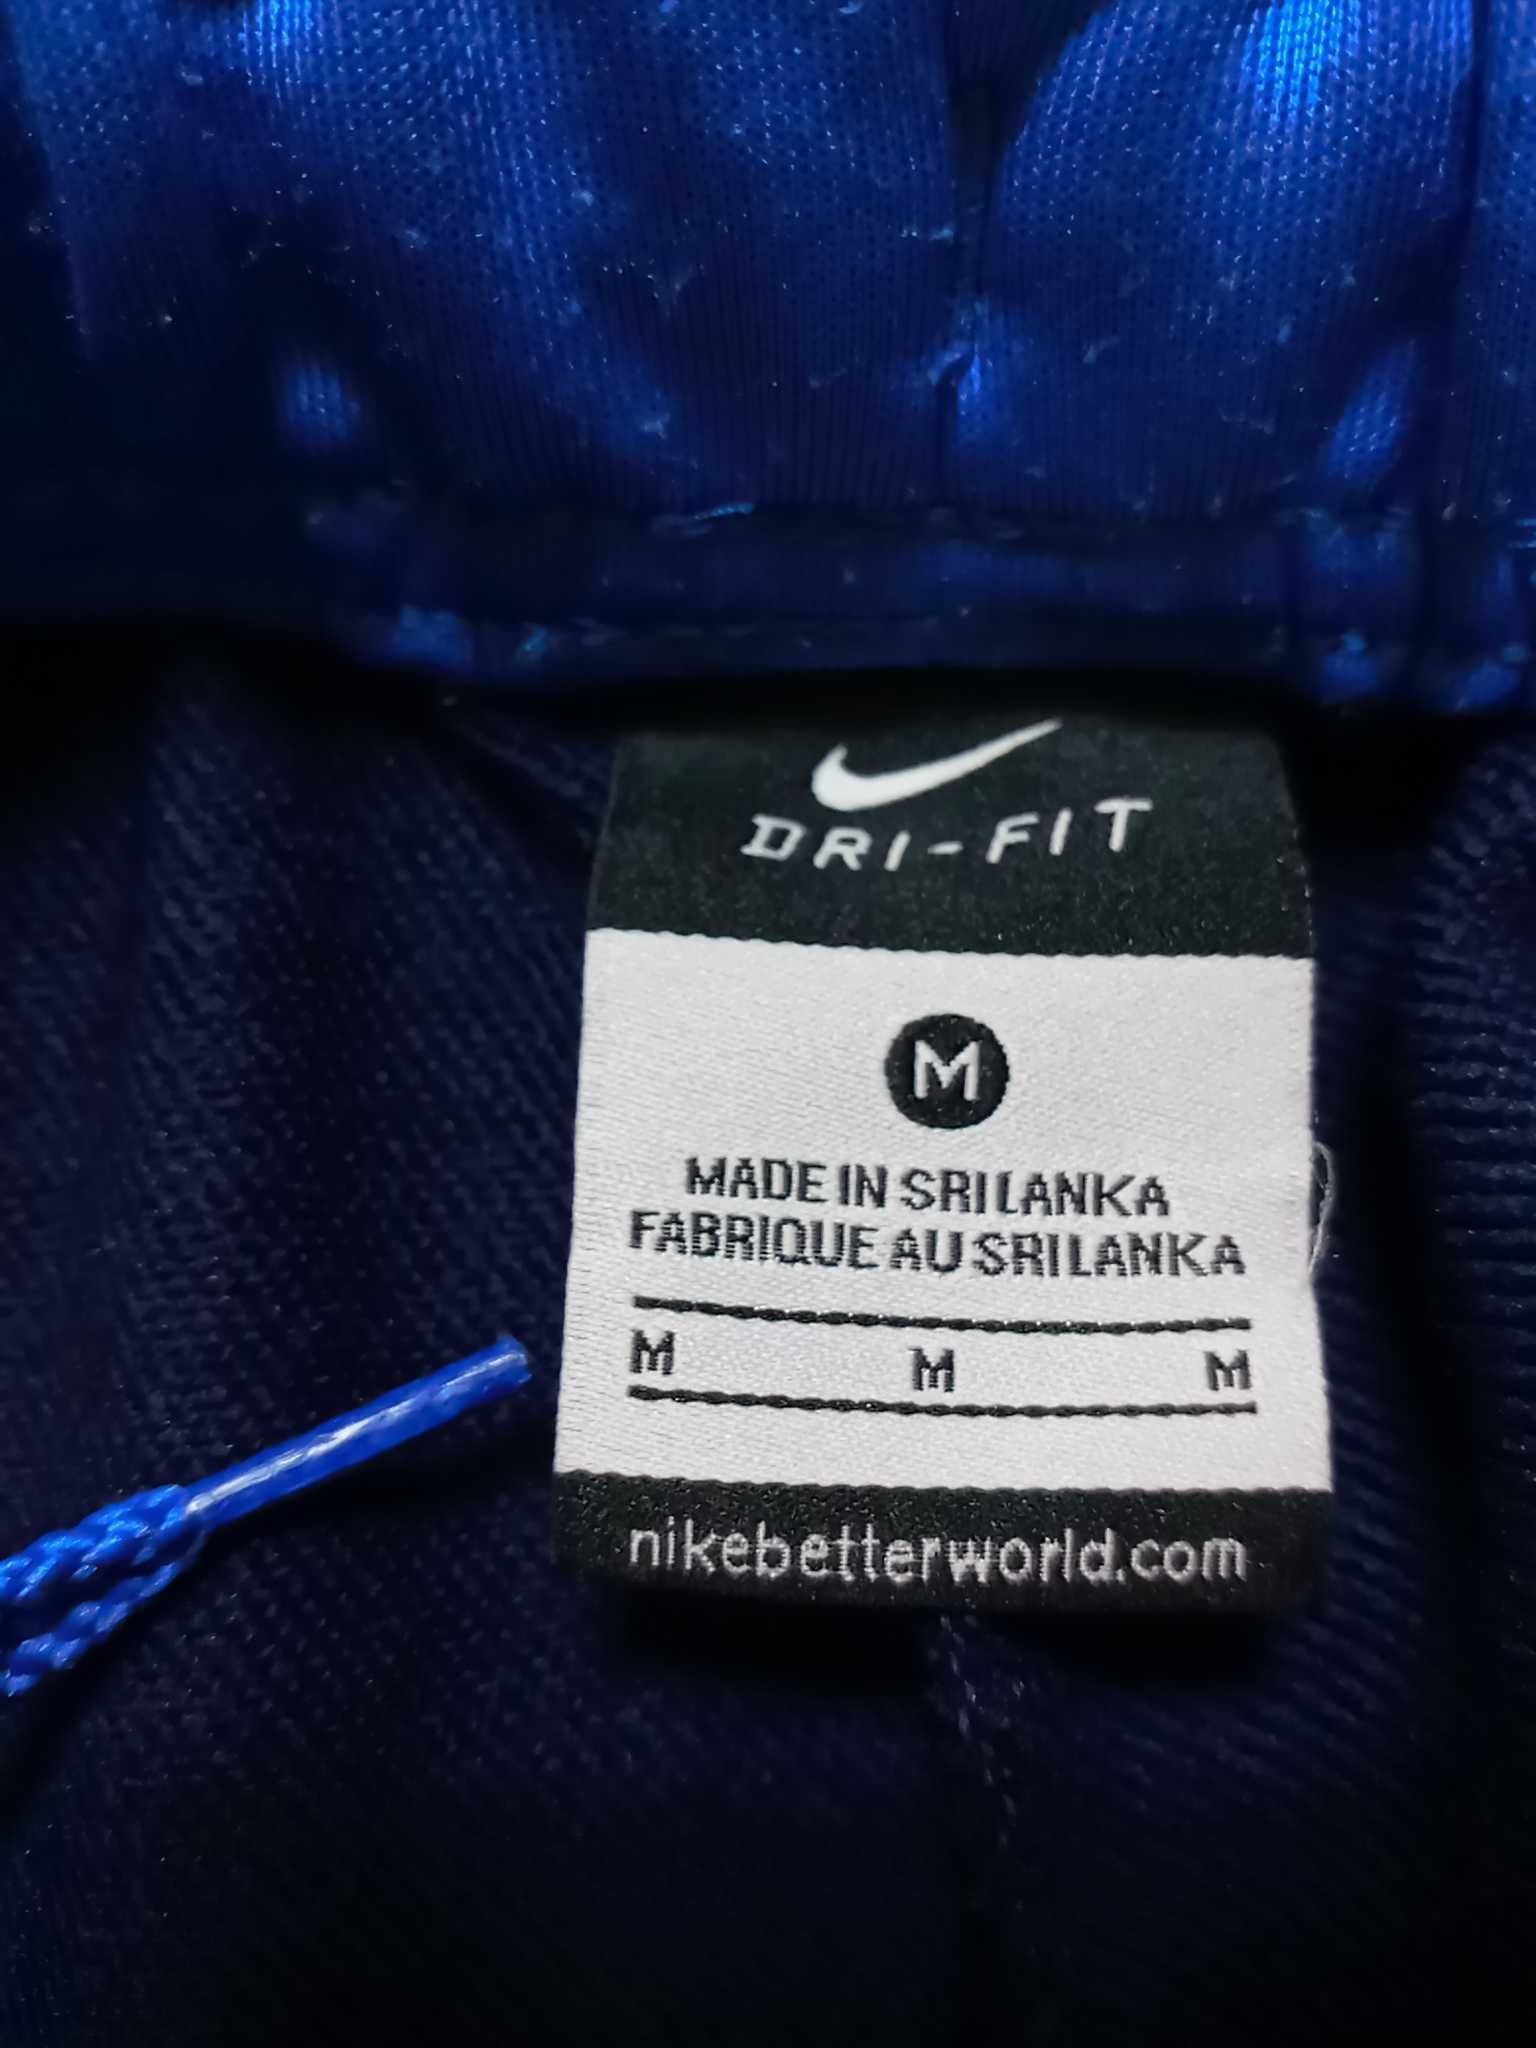 DRI-FIT
M
MADE IN SRI LANKA
FABRIQUE AU SRI LANKA
M M M
nikebetterworld.com